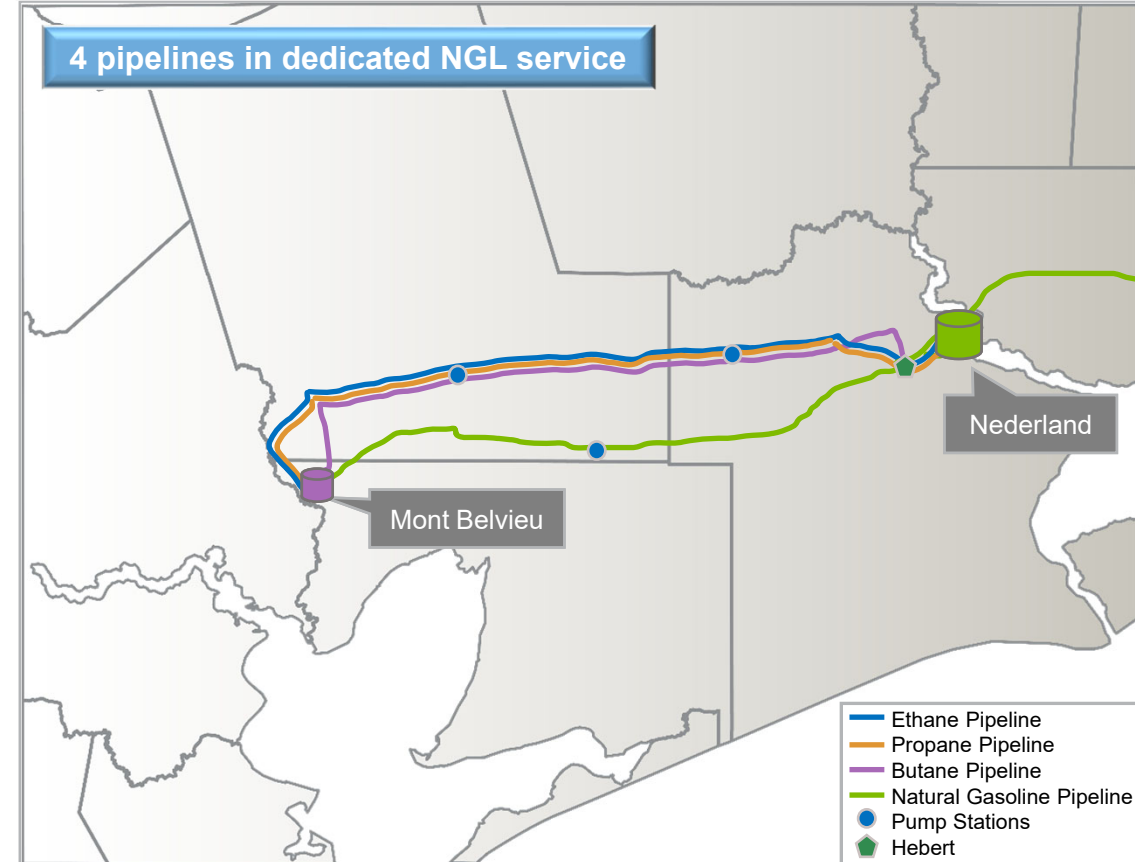 4 pipelines in dedicated NGL service
Nederland
Mont Belvieu
Ethane Pipeline
Propane Pipeline
Butane Pipeline
Natural Gasoline Pipeline
Pump Stations
Hebert